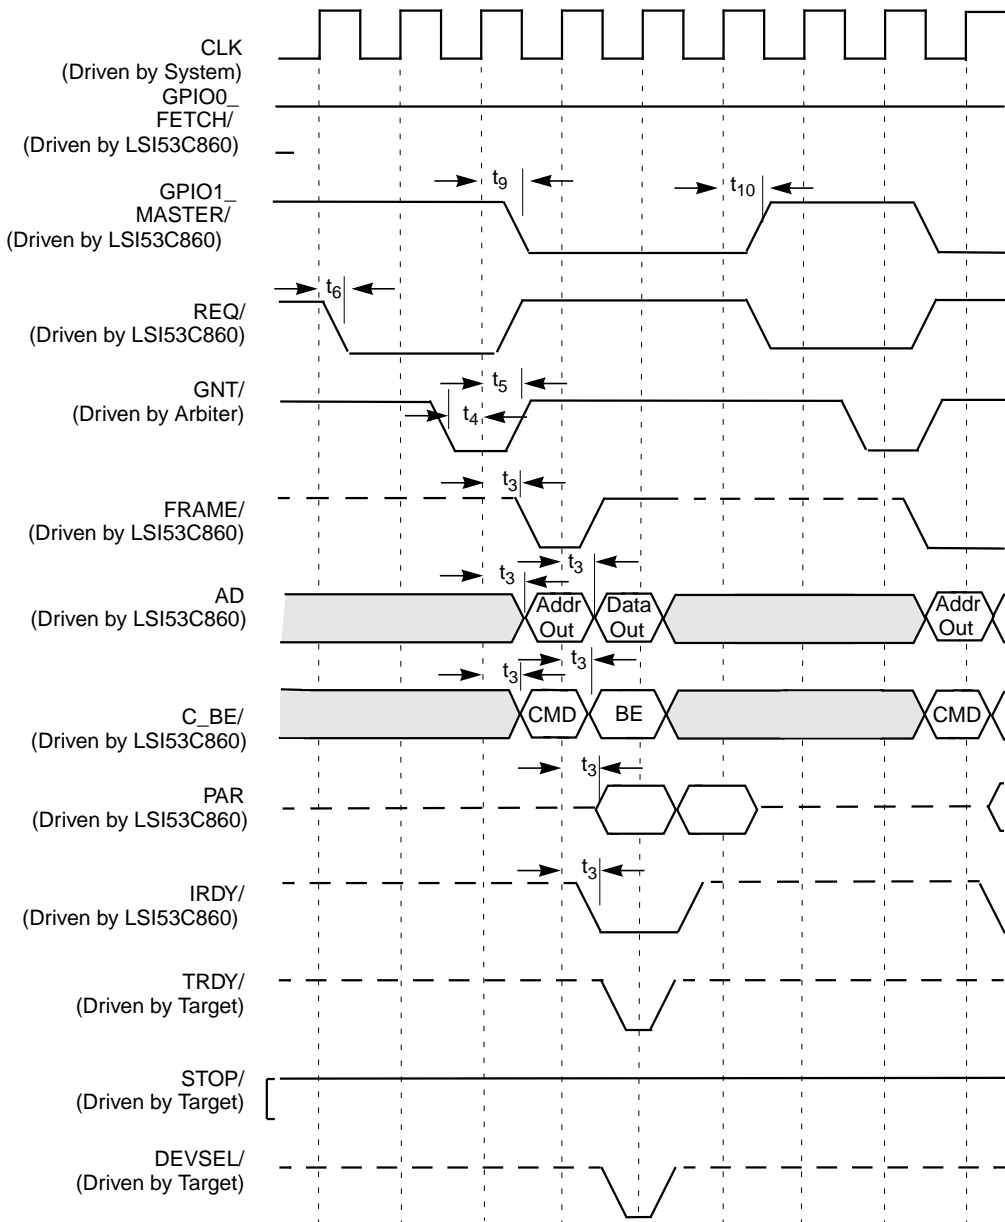 CLK
(Driven by System)
GPIO0_
FETCH/
(Driven by LSI53C860)
GPIO1_
MASTER/
(Driven by LSI53C860)
t9
t10
t6
REQ/
(Driven by LSI53C860)
GNT/
(Driven by Arbiter)
t5
t4
t3
FRAME/
(Driven by LSI53C860)
t3
t3
AD
(Driven by LSI53C860)
Addr
Out
Data
Out
Addr
Out
t3
t3
C_BE/
(Driven by LSI53C860)
CMD
BE
CMD
t3
PAR
(Driven by LSI53C860)
t3
IRDY/
(Driven by LSI53C860)
TRDY/
(Driven by Target)
STOP/
(Driven by Target)
DEVSEL/
(Driven by Target)